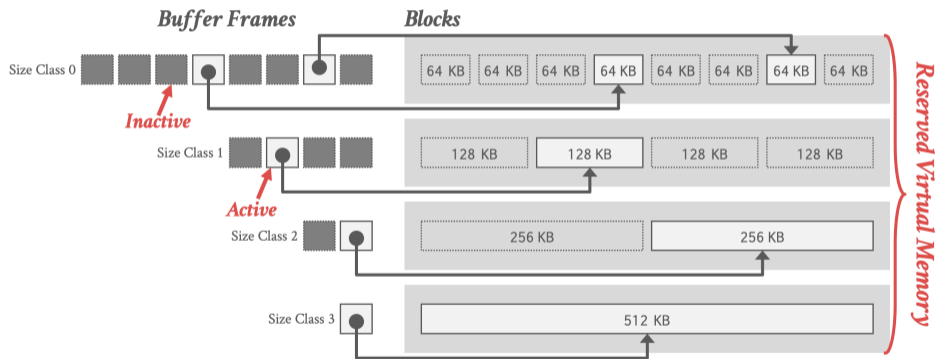 Buffer Frames
Blocks
Size Class 0
64 KB 64 KB 64 KB 64 KB 64 KB 64 KB 64 KB 64 KB
Inactive
Size Class 1
128 KB 128 KB 128 KB 128 KB
Active
Size Class 2
256 KB 256 KB
Size Class 3
512 KB
Reserved Virtual Memory